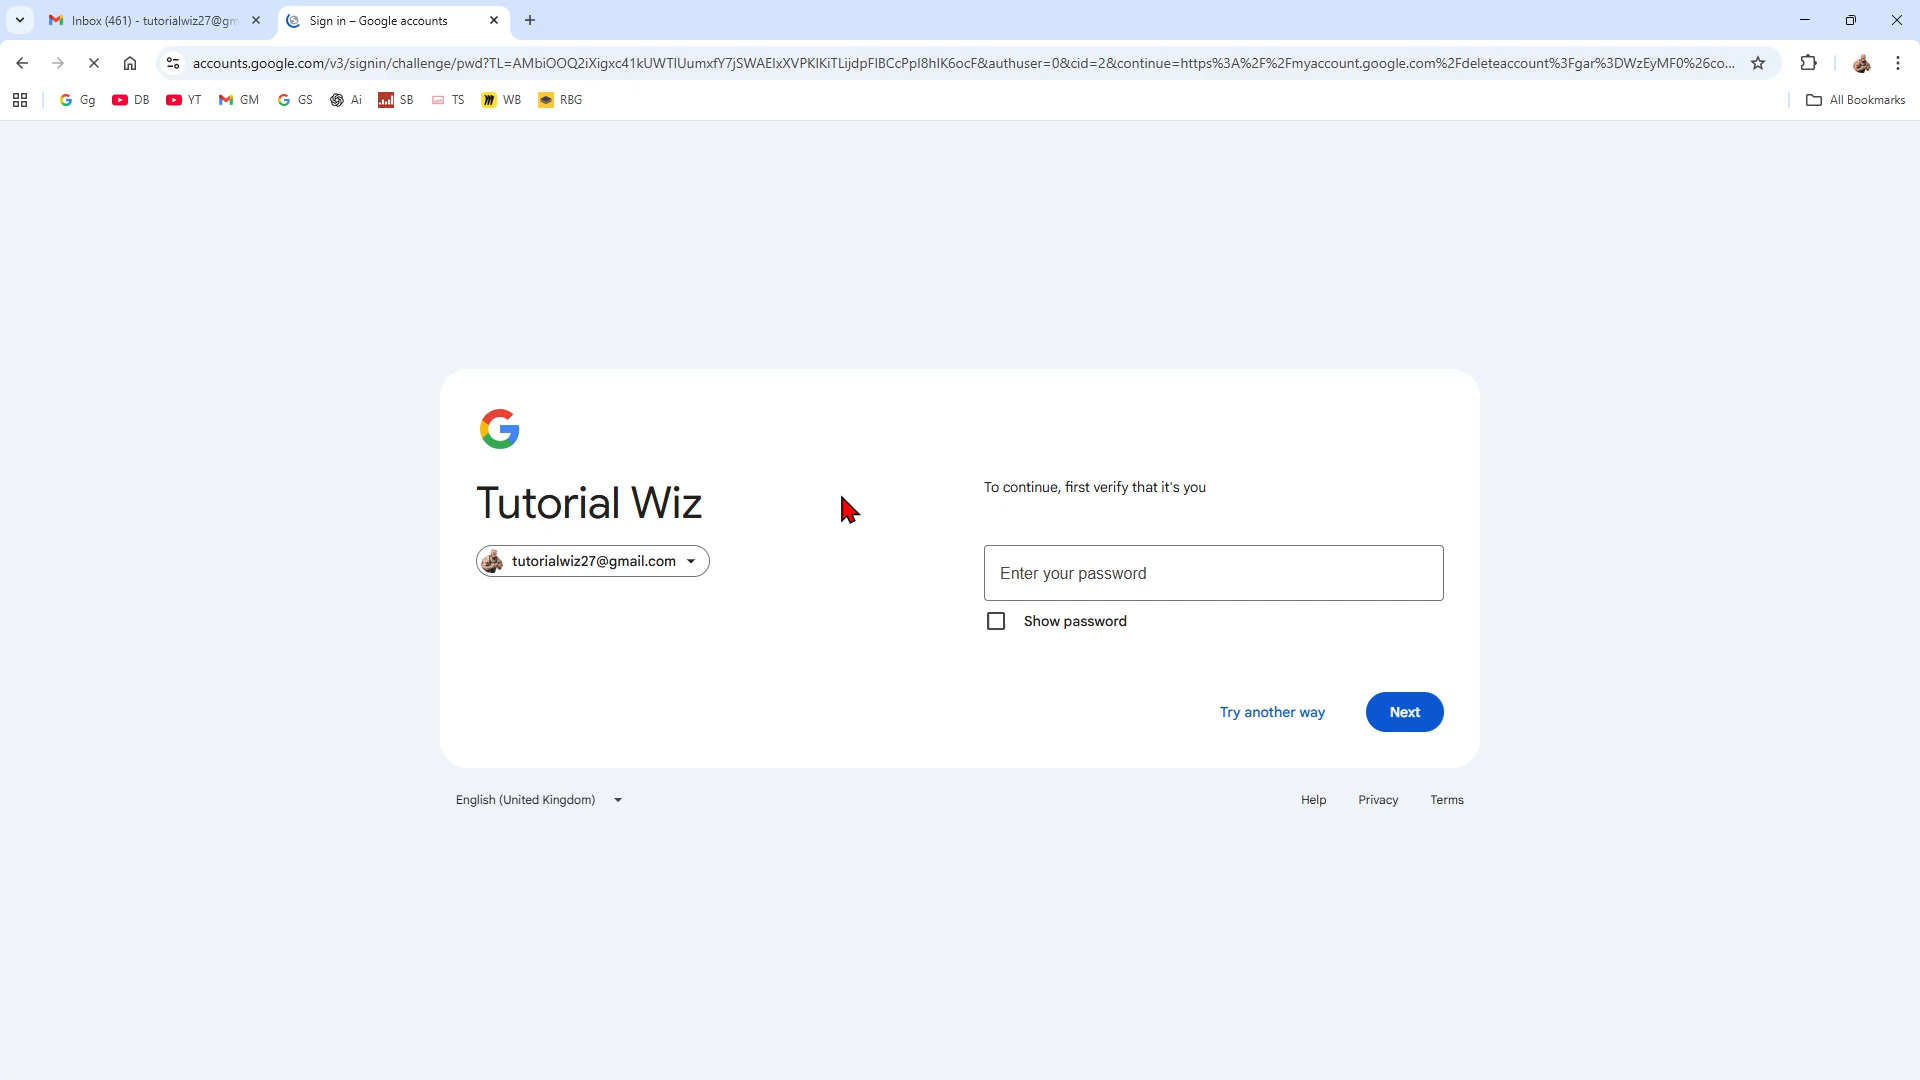 Inbox (461) - tutorialwiz27@gm
Sign in – Google accounts
accounts.google.com/v3/signin/challenge/pwd?TL=AMbiOOQ2iXigxc41kUWTIUumxfY7jSWAElxXVPKlKiTLijdpFIBCcPpI8hIK6ocF&authuser=0&cid=2&continue=https%3A%2F%2Fmyaccount.google.com%2Fdeleteaccount%3Fgar%3DWzEyMF0%26co...
Gg
DB
YT
GM
GS
Ai
SB
TS
WB
RBG
All Bookmarks
Tutorial Wiz
tutorialwiz27@gmail.com
To continue, first verify that it's you
Enter your password
Show password
Try another way
Next
English (United Kingdom)
Help
Privacy
Terms